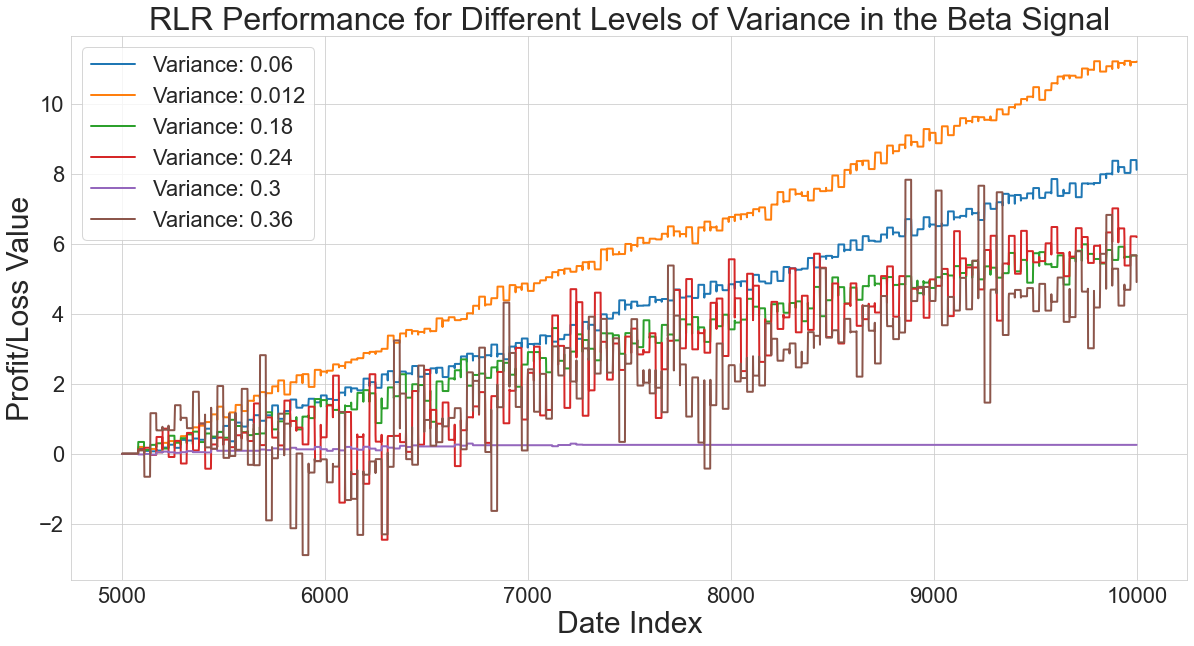 RLR Performance for Different Levels of Variance in the Beta Signal
Variance: 0.06
Variance: 0.012
Variance: 0.18
Variance: 0.24
Variance: 0.3
Variance: 0.36
Profit/Loss Value
10
8
6
4
2
0
−2
5000 6000 7000 8000 9000 10000
Date Index